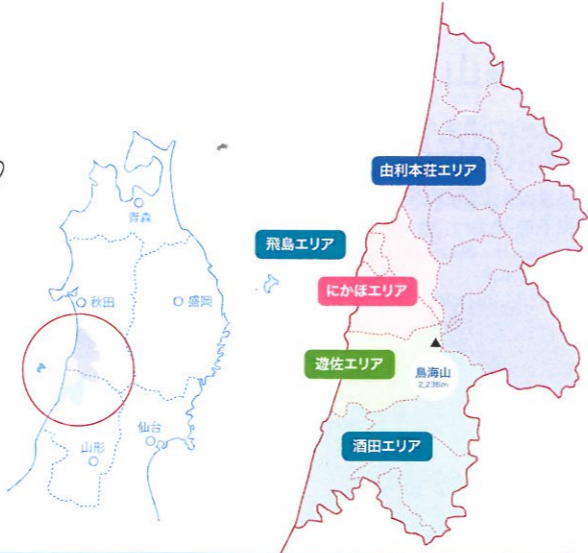 青森
秋田
盛岡
山形
仙台
由利本荘エリア
飛島エリア
にかほエリア
遊佐エリア
鳥海山
2,236m
酒田エリア